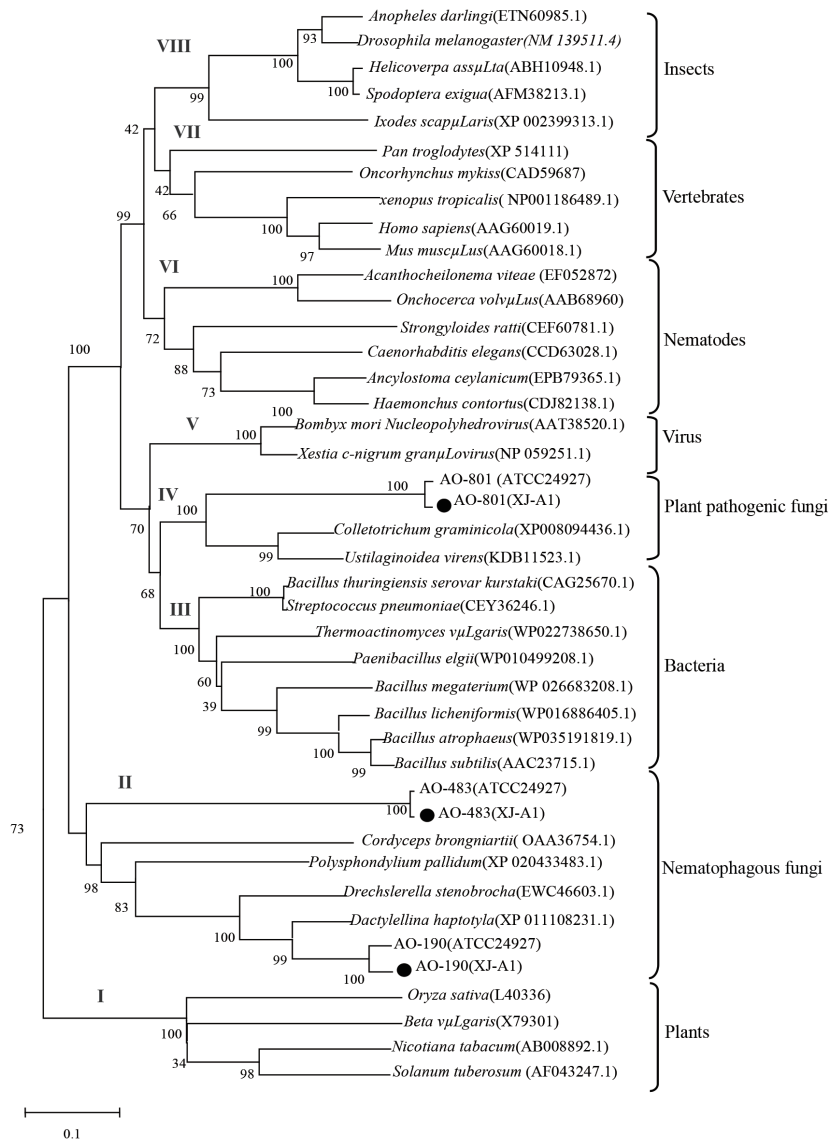 Anopheles darlingi(ETN60985.1)
93
VIII
Drosophila melanogaster(NM 139511.4)
100
Helicoverpa assµLta(ABH10948.1)
Insects
100
Spodoptera exigua(AFM38213.1)
99
Ixodes scapµLaris(XP 002399313.1)
42
VII
Pan troglodytes(XP 514111)
Oncorhynchus mykiss(CAD59687)
42
xenopus tropicalis( NP001186489.1)
Vertebrates
66
99
100
Homo sapiens(AAG60019.1)
97
Mus muscµLus(AAG60018.1)
VI
Acanthocheilonema viteae (EF052872)
100
Onchocerca volvµLus(AAB68960)
Strongyloides ratti(CEF60781.1)
72
Nematodes
100
Caenorhabditis elegans(CCD63028.1)
88
Ancylostoma ceylanicum(EPB79365.1)
73
Haemonchus contortus(CDJ82138.1)
100
V
Bombyx mori Nucleopolyhedrovirus(AAT38520.1)
100
Virus
Xestia c-nigrum granµLovirus(NP 059251.1)
AO-801 (ATCC24927)
100
IV
AO-801(XJ-A1)
100
Plant pathogenic fungi
70
Colletotrichum graminicola(XP008094436.1)
99
Ustilaginoidea virens(KDB11523.1)
Bacillus thuringiensis serovar kurstaki(CAG25670.1)
68
100
III
Streptococcus pneumoniae(CEY36246.1)
Thermoactinomyces vµLgaris(WP022738650.1)
100
Paenibacillus elgii(WP010499208.1)
Bacteria
60
Bacillus megaterium(WP 026683208.1)
39
Bacillus licheniformis(WP016886405.1)
99
Bacillus atrophaeus(WP035191819.1)
100
Bacillus subtilis(AAC23715.1)
99
II
AO-483(ATCC24927)
100
AO-483(XJ-A1)
73
Cordyceps brongniartii( OAA36754.1)
Polysphondylium pallidum(XP 020433483.1)
Nematophagous fungi
98
Drechslerella stenobrocha(EWC46603.1)
83
Dactylellina haptotyla(XP 011108231.1)
100
AO-190(ATCC24927)
99
AO-190(XJ-A1)
100
I
Oryza sativa(L40336)
Beta vµLgaris(X79301)
100
Plants
Nicotiana tabacum(AB008892.1)
34
98
Solanum tuberosum (AF043247.1)
0.1